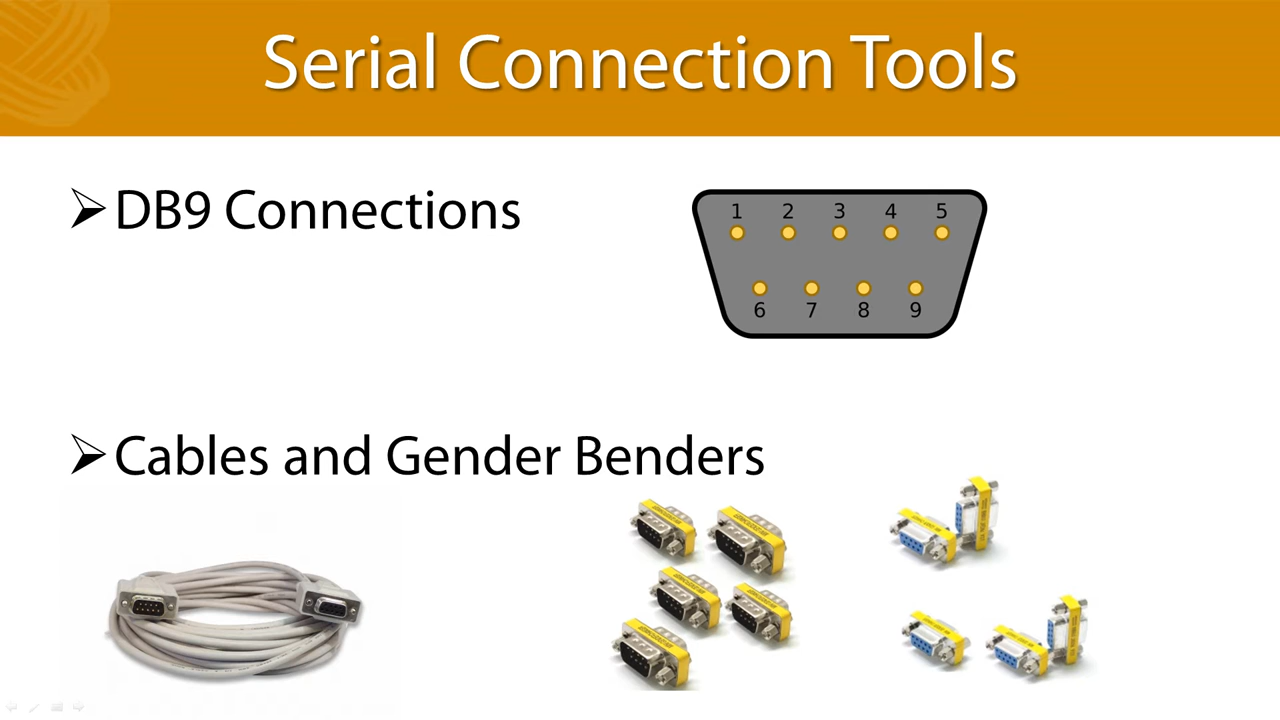 Serial Connection Tools
➢ DB9 Connections
1 2 3 4 5
6 7 8 9
➢ Cables and Gender Benders